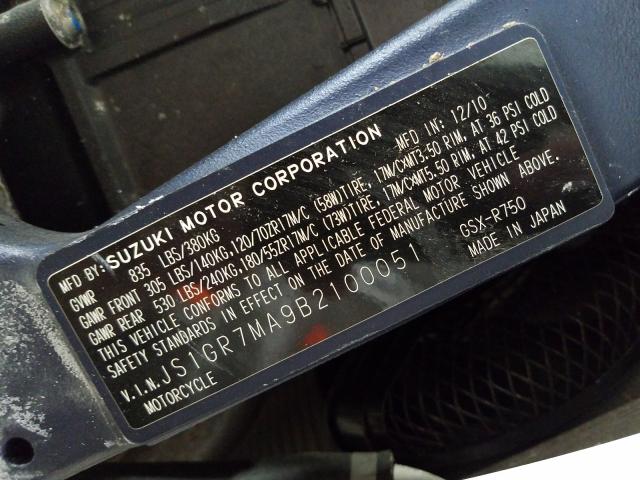 MFD BY: SUZUKI MOTOR CORPORATION MFD IN: 12/10
GVWR 835 LBS/380KG
GAWR FRONT 305 LBS/140KG,120/70ZR17M/C (58W)TIRE, 17M/CXMT3.50 RIM, AT 36 PSI COLD
GAWR REAR 530 LBS/240KG,180/55ZR17M/C (73W)TIRE, 17M/CXMT5.50 RIM, AT 42 PSI COLD
THIS VEHICLE CONFORMS TO ALL APPLICABLE FEDERAL MOTOR VEHICLE
SAFETY STANDARDS IN EFFECT ON THE DATE OF MANUFACTURE SHOWN ABOVE.
V.I.N. JS1GR7MA9B2100051 GSX-R750
MOTORCYCLE MADE IN JAPAN